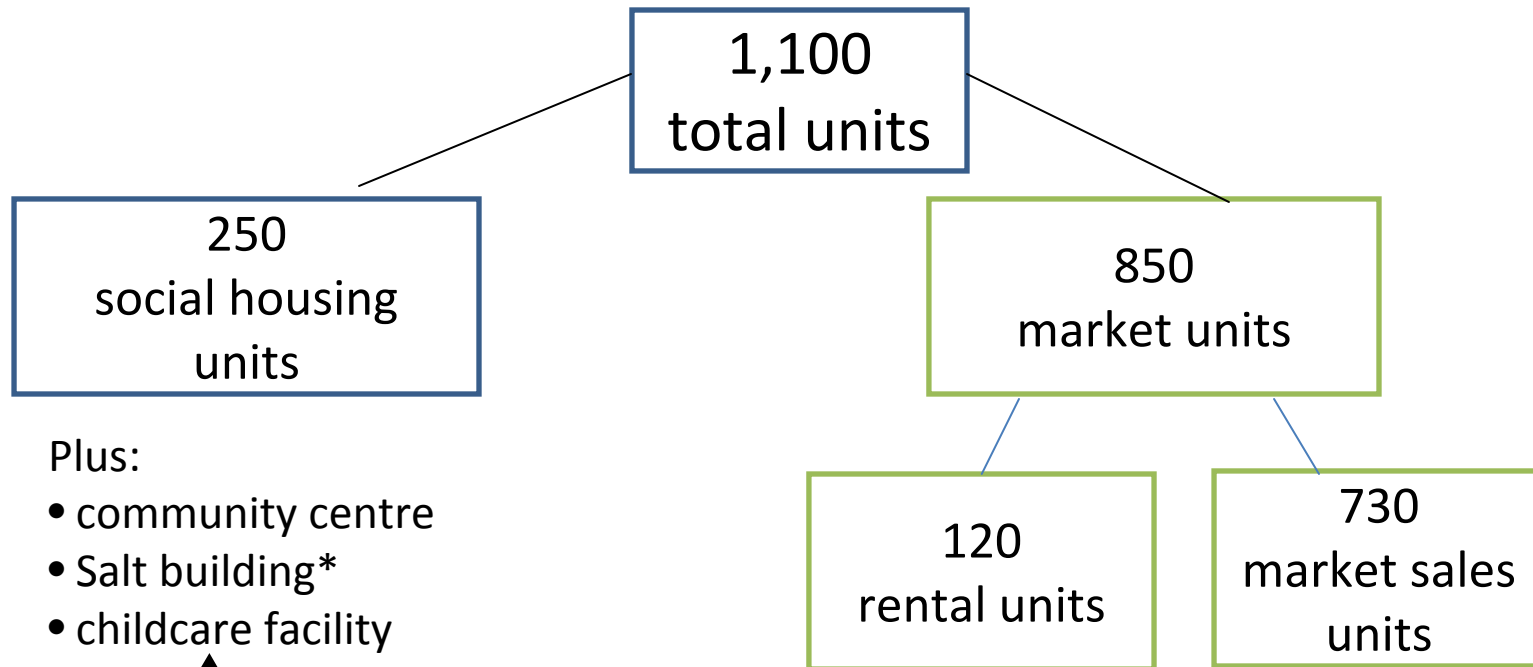 1,100
total units
250
social housing
units
850
market units
Plus:
• community centre
• Salt building*
• childcare facility
120
rental units
730
market sales
units